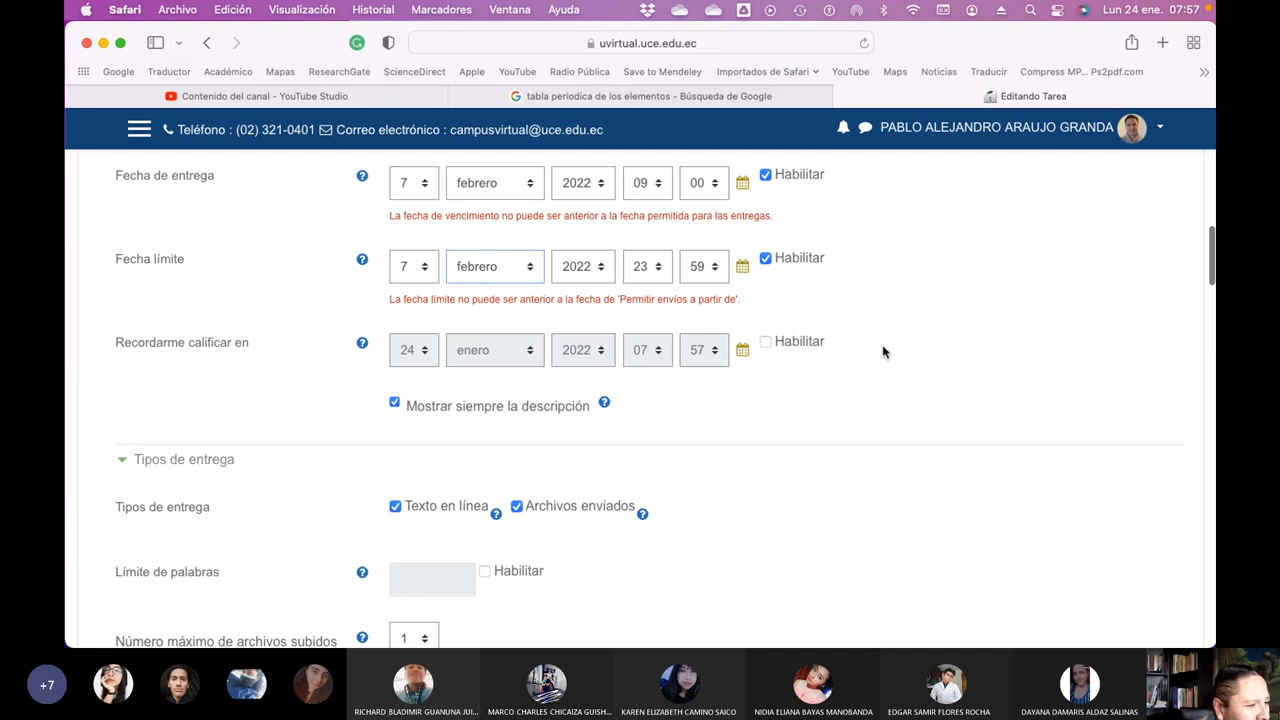 Safari Archivo Edición Visualización Historial Marcadores Ventana Ayuda Lun 24 ene. 07:57
uvirtual.uce.edu.ec
Google Traductor Académico Mapas ResearchGate ScienceDirect Apple YouTube Radio Pública Save to Mendeley Importados de Safari YouTube Maps Noticias Traducir Compress MP... Ps2pdf.com
Contenido del canal - YouTube Studio tabla periodica de los elementos - Búsqueda de Google Editando Tarea
Teléfono : (02) 321-0401 Correo electrónico : campusvirtual@uce.edu.ec PABLO ALEJANDRO ARAUJO GRANDA
Fecha de entrega 7 febrero 2022 09 00 Habilitar
La fecha de vencimiento no puede ser anterior a la fecha permitida para las entregas.
Fecha límite 7 febrero 2022 23 59 Habilitar
La fecha límite no puede ser anterior a la fecha de 'Permitir envíos a partir de'.
Recordarme calificar en 24 enero 2022 07 57 Habilitar
Mostrar siempre la descripción
Tipos de entrega
Tipos de entrega Texto en línea Archivos enviados
Límite de palabras Habilitar
Número máximo de archivos subidos 1
+7
RICHARD BLADIMIR GUANUNA JUI... MARCO CHARLES CHICAIZA GUISH... KAREN ELIZABETH CAMINO SAICO NIDIA ELIANA BAYAS MANOBANDA EDGAR SAMIR FLORES ROCHA DAYANA DAMARIS ALDAZ SALINAS